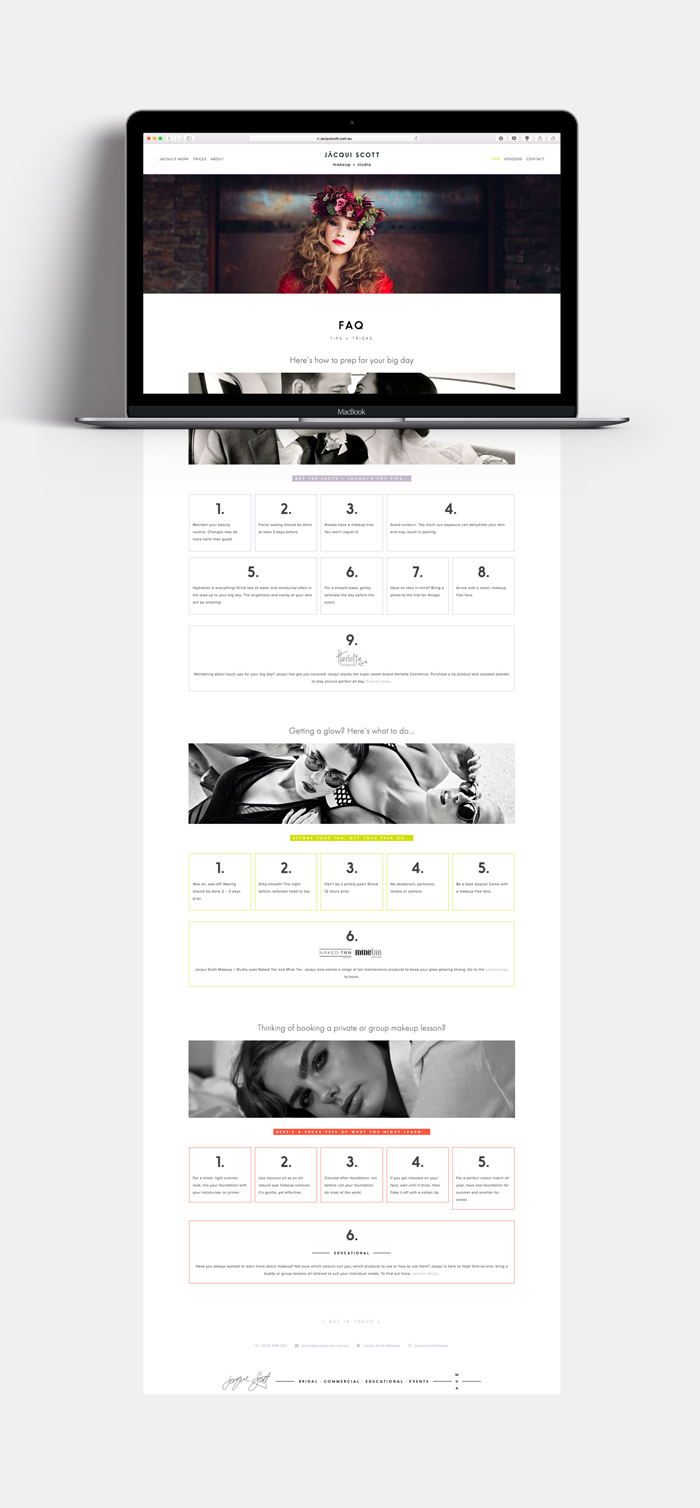 jacquiscott.com.au
JACQUI'S WORK PRICES ABOUT
JÁCQUI SCOTT
makeup + studio
FAQ VENDORS CONTACT
FAQ
TIPS + TRICKS
Here's how to prep for your big day
MacBook
GET THE FACTS :: JACQUI'S TOP TIPS...
1.
Maintain your beauty
routine. Changes may do
more harm than good!
2.
Facial waxing should be done
at least 3 days before.
3.
Always have a makeup trial.
You won't regret it!
4.
Avoid sunburn. Too much sun exposure can dehydrate your skin
and may result in peeling.
5.
Hydration is everything! Drink lots of water and moisturise often in
the lead up to your big day. The brightness and clarity of your skin
will be amazing!
6.
For a smooth base, gently
exfoliate the day before the
event.
7.
Have an idea in mind? Bring a
photo to the trial for #inspo.
8.
Arrive with a clean, makeup
free face.
9.
Harlotte
Wondering about touch ups for your big day? Jacqui has got you covered! Jacqui stocks the super sweet brand Harlotte Cosmetics. Purchase a lip product and compact powder
to stay picture perfect all day. Enquire today.
Getting a glow? Here's what to do...
BEFORE YOUR TAN, GET YOUR PREP ON...
1.
Wax on, wax off! Waxing
should be done 2 – 3 days
prior.
2.
Silky smooth! The night
before, exfoliate head to toe.
3.
Don't be a prickly pear! Shave
12 hours prior.
4.
No deodorant, perfumes,
lotions or potions.
5.
Be a bare beauty! Come with
a makeup free face.
6.
NAKED TAN minetan
Jacqui Scott Makeup + Studio uses Naked Tan and Mine Tan. Jacqui also stocks a range of tan maintenance products to keep your glow glowing strong. Go to the contact page
to book.
Thinking of booking a private or group makeup lesson?
HERE'S A SNEAK PEEK OF WHAT YOU MIGHT LEARN...
1.
For a sheer, light summer
look, mix your foundation with
your moisturiser or primer.
2.
Use coconut oil as an all-
natural eye makeup remover.
It's gentle, yet effective.
3.
Conceal after foundation, not
before. Let your foundation
do most of the work!
4.
If you get mascara on your
face, wait until it dries, then
flake it off with a cotton tip.
5.
For a perfect colour match all
year, have one foundation for
summer and another for
winter.
6.
EDUCATIONAL
Have you always wanted to learn more about makeup? Not sure which colours suit you, which products to use or how to use them? Jacqui is here to help! One-on-one, bring a
buddy or group lessons all tailored to suit your individual needs. To find out more, contact Jacqui.
GET IN TOUCH
Jacqui Scott Makeup
jacquiscottmakeup
Jacqui Scott
BRIDAL · COMMERCIAL · EDUCATIONAL · EVENTS
M
U
A